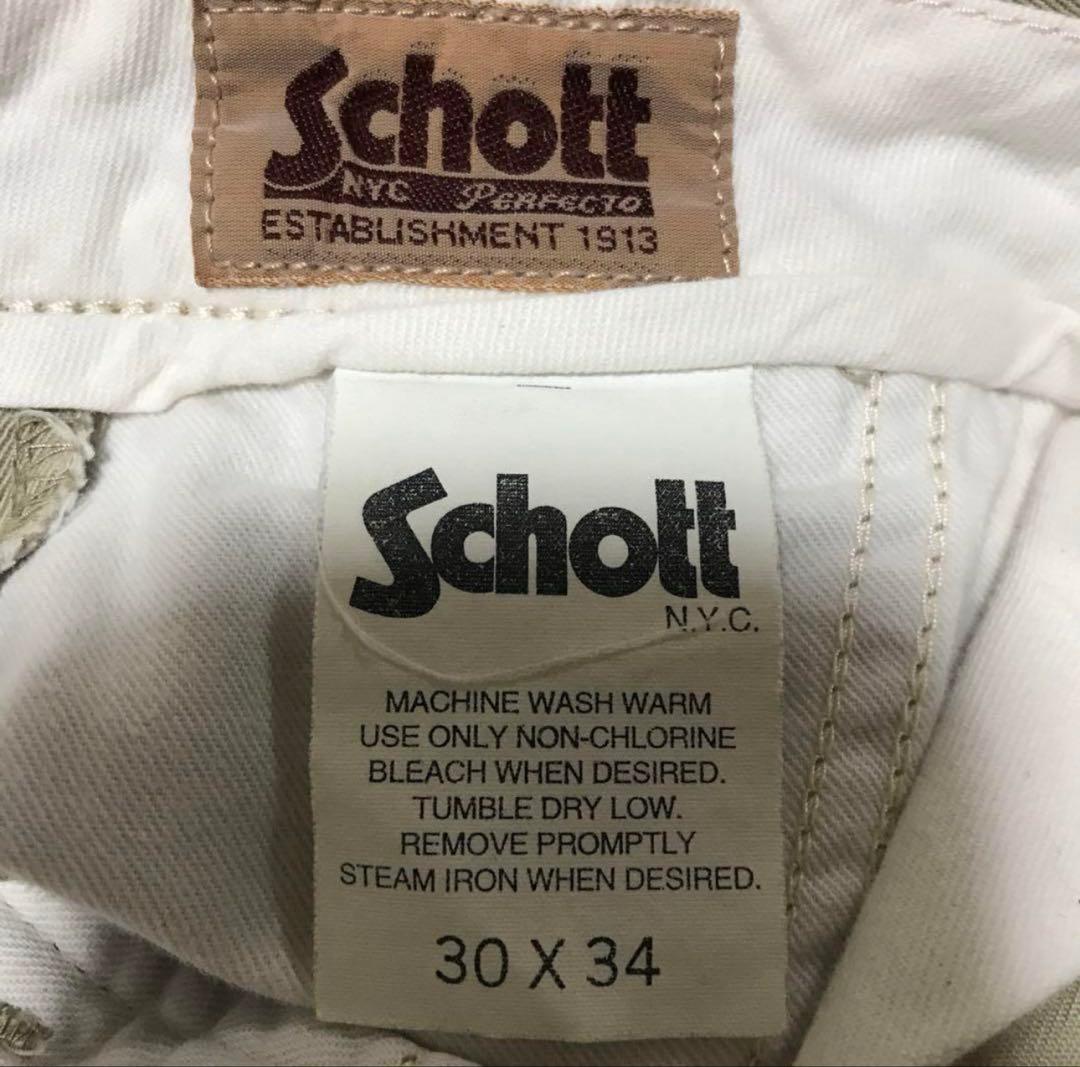 Schott
NYC PERFECTO
ESTABLISHMENT 1913
Schott
N.Y.C.
MACHINE WASH WARM
USE ONLY NON-CHLORINE
BLEACH WHEN DESIRED.
TUMBLE DRY LOW.
REMOVE PROMPTLY
STEAM IRON WHEN DESIRED.
30 X 34